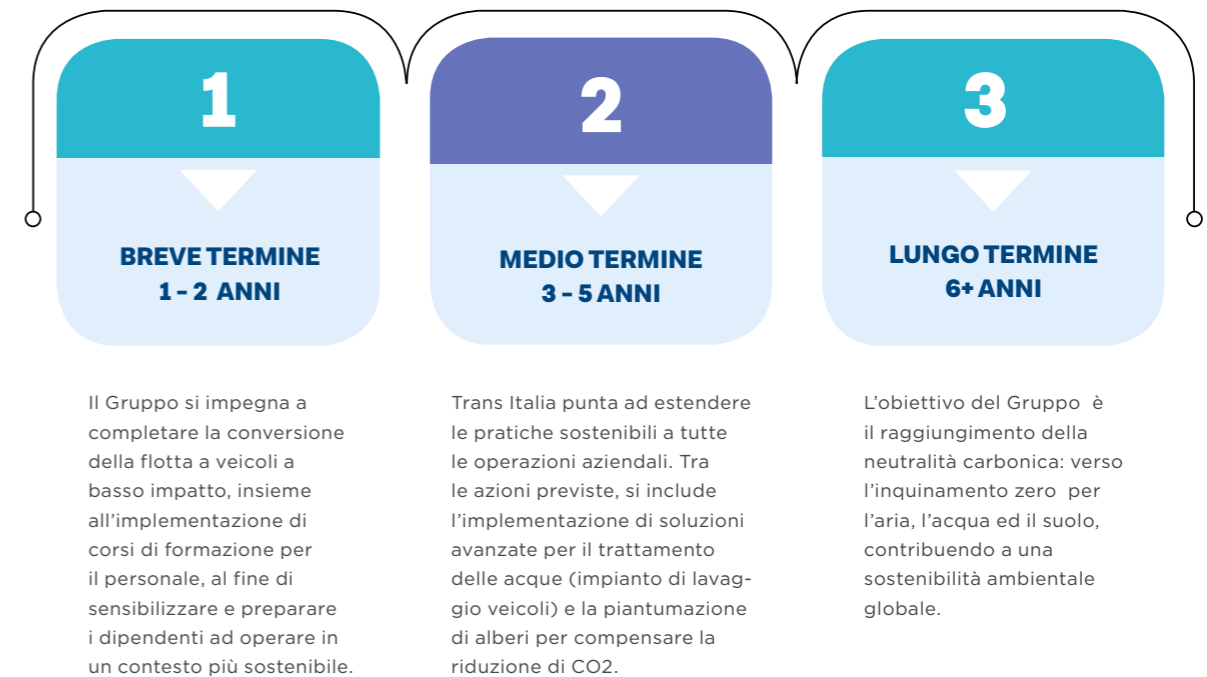 1
BREVE TERMINE
1 – 2 ANNI
Il Gruppo si impegna a
completare la conversione
della flotta a veicoli a
basso impatto, insieme
all’implementazione di
corsi di formazione per
il personale, al fine di
sensibilizzare e preparare
i dipendenti ad operare in
un contesto più sostenibile.
2
MEDIO TERMINE
3 – 5 ANNI
Trans Italia punta ad estendere
le pratiche sostenibili a tutte
le operazioni aziendali. Tra
le azioni previste, si include
l’implementazione di soluzioni
avanzate per il trattamento
delle acque (impianto di lavag-
gio veicoli) e la piantumazione
di alberi per compensare la
riduzione di CO2.
3
LUNGO TERMINE
6+ ANNI
L’obiettivo del Gruppo è
il raggiungimento della
neutralità carbonica: verso
l’inquinamento zero per
l’aria, l’acqua ed il suolo,
contribuendo a una
sostenibilità ambientale
globale.